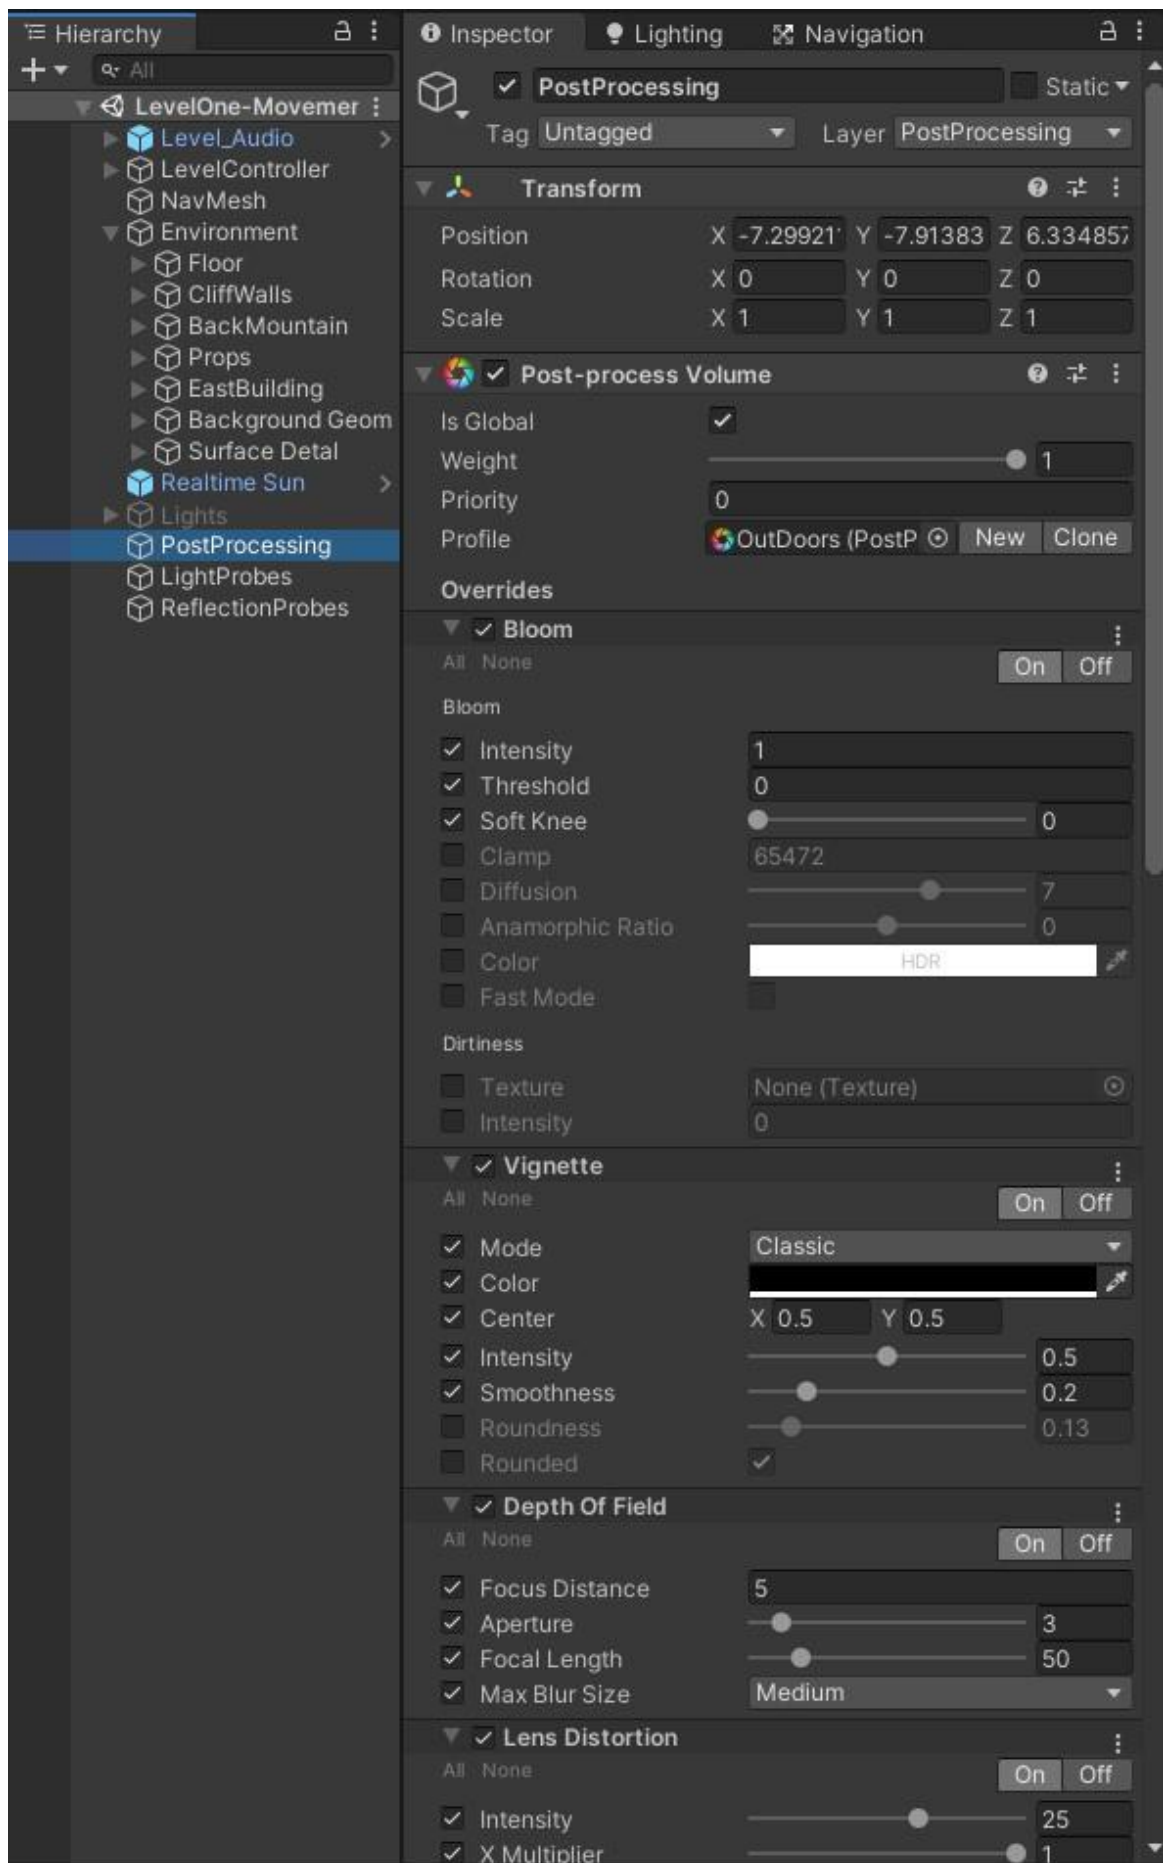 Hierarchy
All
LevelOne-Movemer
Level_Audio
LevelController
NavMesh
Environment
Floor
CliffWalls
BackMountain
Props
EastBuilding
Background Geom
Surface Detal
Realtime Sun
Lights
PostProcessing
LightProbes
ReflectionProbes
Inspector Lighting Navigation
PostProcessing Static
Tag Untagged Layer PostProcessing
Transform
Position X -7.29921 Y -7.91383 Z 6.334857
Rotation X 0 Y 0 Z 0
Scale X 1 Y 1 Z 1
Post-process Volume
Is Global
Weight 1
Priority 0
Profile OutDoors (PostP New Clone
Overrides
Bloom
All None On Off
Bloom
Intensity 1
Threshold 0
Soft Knee 0
Clamp 65472
Diffusion 7
Anamorphic Ratio 0
Color HDR
Fast Mode
Dirtiness
Texture None (Texture)
Intensity 0
Vignette
All None On Off
Mode Classic
Color
Center X 0.5 Y 0.5
Intensity 0.5
Smoothness 0.2
Roundness 0.13
Rounded
Depth Of Field
All None On Off
Focus Distance 5
Aperture 3
Focal Length 50
Max Blur Size Medium
Lens Distortion
All None On Off
Intensity 25
X Multiplier 1